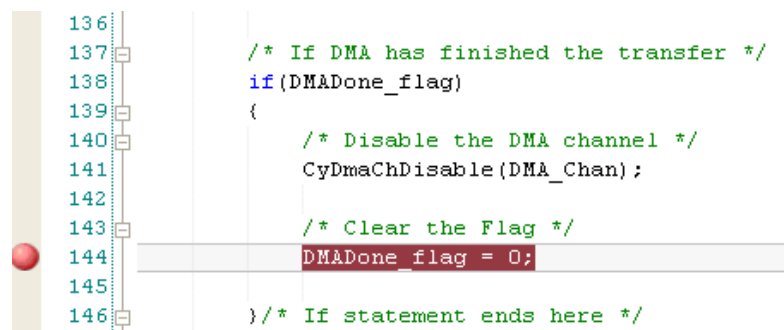 136
137 /* If DMA has finished the transfer */
138 if(DMADone_flag)
139 {
140 /* Disable the DMA channel */
141 CyDmaChDisable(DMA_Chan);
142
143 /* Clear the Flag */
144 DMADone_flag = 0;
145
146 }/* If statement ends here */